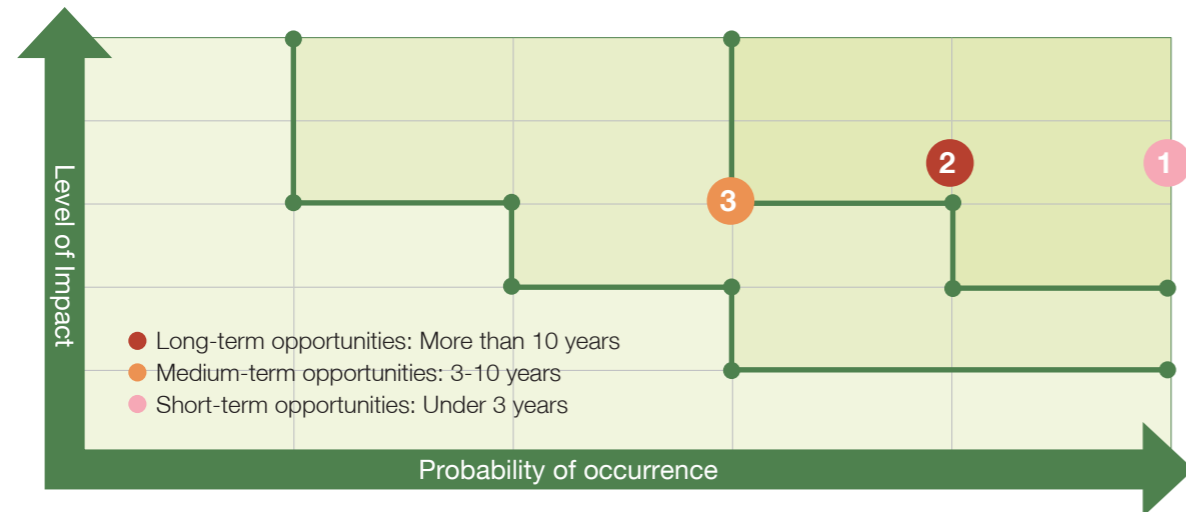 2
1
3
Level of Impact
Long-term opportunities: More than 10 years
Medium-term opportunities: 3-10 years
Short-term opportunities: Under 3 years
Probability of occurrence